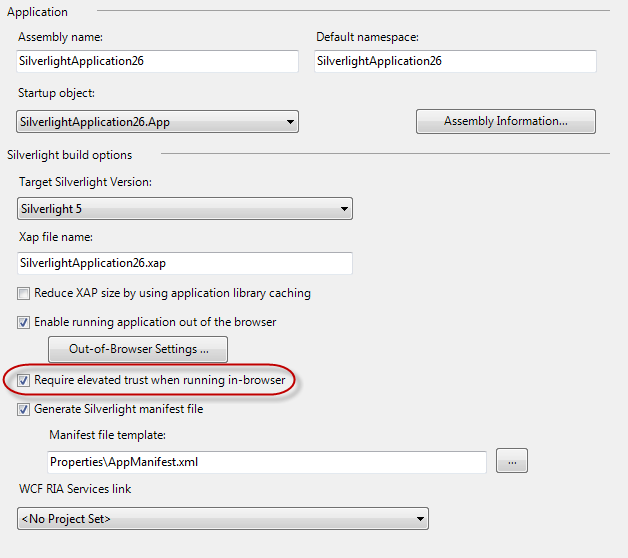 Application
Assembly name:
Default namespace:
SilverlightApplication26
SilverlightApplication26
Startup object:
SilverlightApplication26.App
Assembly Information...
Silverlight build options
Target Silverlight Version:
Silverlight 5
Xap file name:
SilverlightApplication26.xap
Reduce XAP size by using application library caching
Enable running application out of the browser
Out-of-Browser Settings ...
Require elevated trust when running in-browser
Generate Silverlight manifest file
Manifest file template:
Properties\AppManifest.xml
...
WCF RIA Services link
<No Project Set>